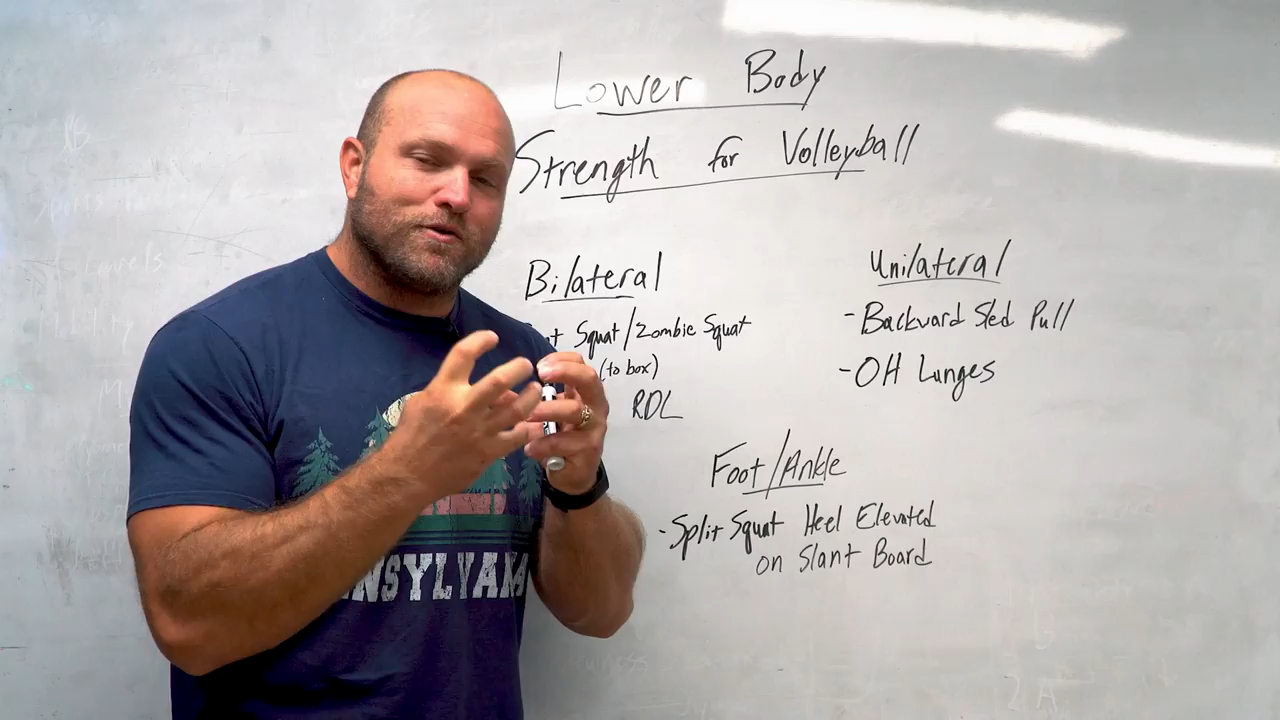 Lower Body
Strength for Volleyball
Bilateral
Squat/Zombie Squat
(to box)
RDL
Unilateral
-Backward Sled Pull
-OH Lunges
Foot/Ankle
-Split Squat Heel Elevated
on Slant Board
NSYLVAN